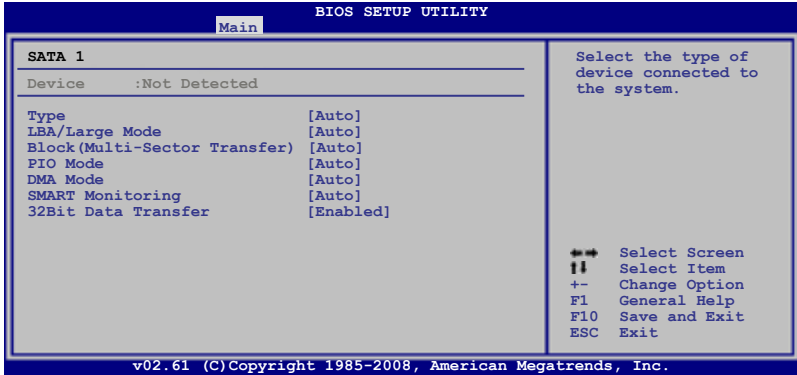 BIOS SETUP UTILITY
Main
SATA 1
Device :Not Detected
Type [Auto]
LBA/Large Mode [Auto]
Block(Multi-Sector Transfer) [Auto]
PIO Mode [Auto]
DMA Mode [Auto]
SMART Monitoring [Auto]
32Bit Data Transfer [Enabled]
Select the type of
device connected to
the system.
←→ Select Screen
↑↓ Select Item
+- Change Option
F1 General Help
F10 Save and Exit
ESC Exit
v02.61 (C)Copyright 1985-2008, American Megatrends, Inc.